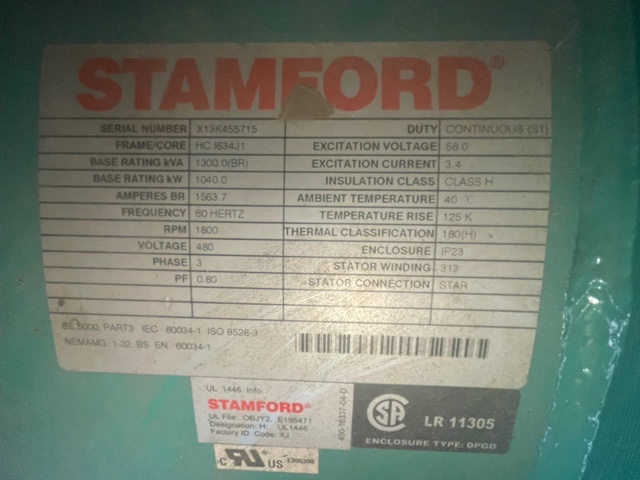 STAMFORD®
SERIAL NUMBER X13K455715 DUTY CONTINUOUS (S1)
FRAME/CORE HC.I634J1 EXCITATION VOLTAGE 58.0
BASE RATING kVA 1300.0(BR) EXCITATION CURRENT 3.4
BASE RATING kW 1040.0 INSULATION CLASS CLASS H
AMPERES BR 1563.7 AMBIENT TEMPERATURE 40
FREQUENCY 60 HERTZ TEMPERATURE RISE 125 K
RPM 1800 THERMAL CLASSIFICATION 180(H)
VOLTAGE 480 ENCLOSURE IP23
PHASE 3 STATOR WINDING 312
PF 0.80 STATOR CONNECTION STAR
BS 5000, PART3 IEC 60034-1 ISO 8528-3
NEMAMG 1-32 BS EN 60034-1
UL 1446 Info.
STAMFORD®
UL File: OBJY2. E195471
Designation: H, UL1446
Factory ID Code: XJ
450-16337-04-D
LR 11305
ENCLOSURE TYPE: DPGD
US